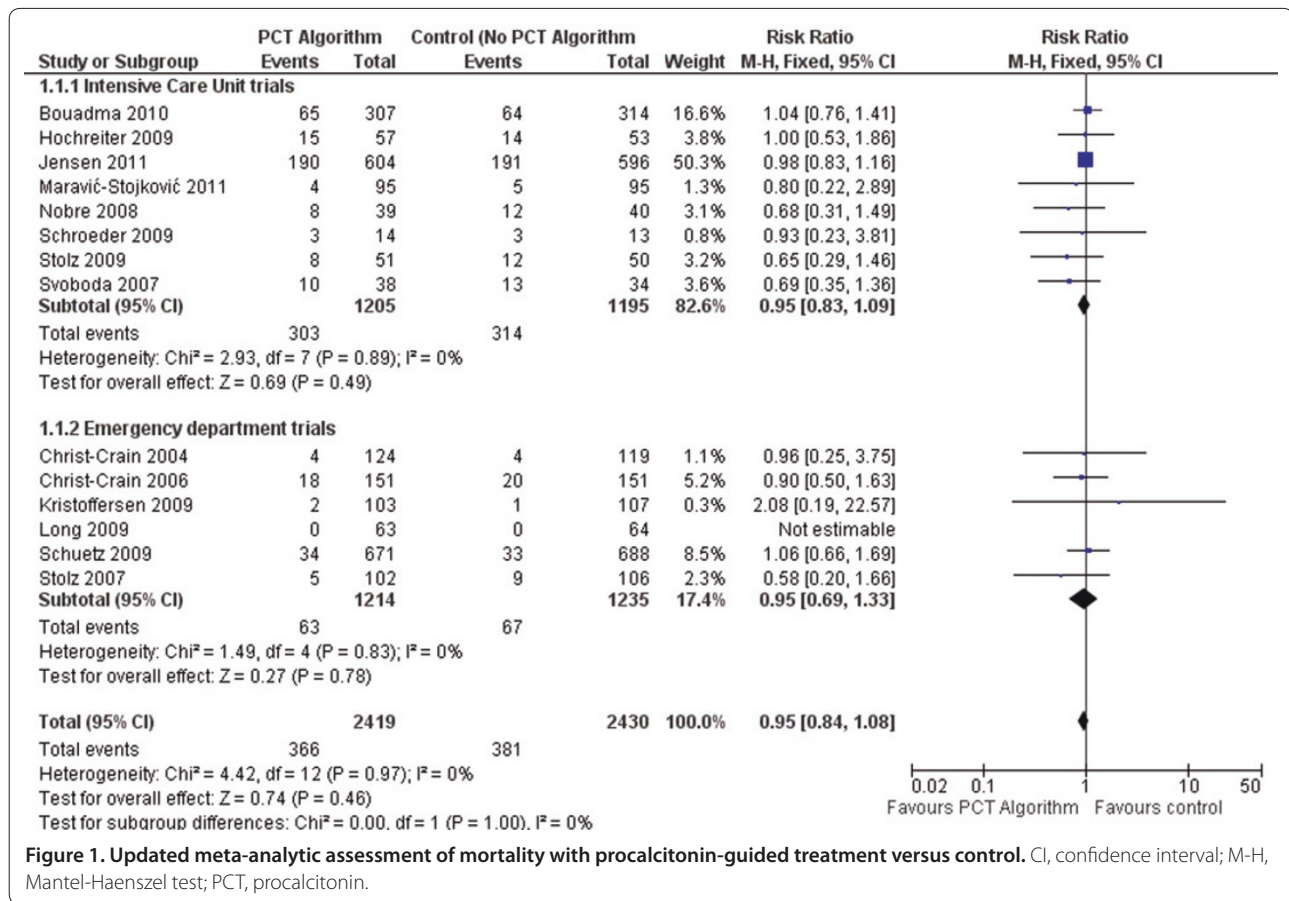 PCT Algorithm Control (No PCT Algorithm Risk Ratio Risk Ratio
Study or Subgroup Events Total Events Total Weight M-H, Fixed, 95% CI M-H, Fixed, 95% CI
1.1.1 Intensive Care Unit trials
Bouadma 2010 65 307 64 314 16.6% 1.04 [0.76, 1.41]
Hochreiter 2009 15 57 14 53 3.8% 1.00 [0.53, 1.86]
Jensen 2011 190 604 191 596 50.3% 0.98 [0.83, 1.16]
Maravić-Stojković 2011 4 95 5 95 1.3% 0.80 [0.22, 2.89]
Nobre 2008 8 39 12 40 3.1% 0.68 [0.31, 1.49]
Schroeder 2009 3 14 3 13 0.8% 0.93 [0.23, 3.81]
Stolz 2009 8 51 12 50 3.2% 0.65 [0.29, 1.46]
Svoboda 2007 10 38 13 34 3.6% 0.69 [0.35, 1.36]
Subtotal (95% CI) 1205 1195 82.6% 0.95 [0.83, 1.09]
Total events 303 314
Heterogeneity: Chi² = 2.93, df = 7 (P = 0.89); I² = 0%
Test for overall effect: Z = 0.69 (P = 0.49)
1.1.2 Emergency department trials
Christ-Crain 2004 4 124 4 119 1.1% 0.96 [0.25, 3.75]
Christ-Crain 2006 18 151 20 151 5.2% 0.90 [0.50, 1.63]
Kristoffersen 2009 2 103 1 107 0.3% 2.08 [0.19, 22.57]
Long 2009 0 63 0 64 Not estimable
Schuetz 2009 34 671 33 688 8.5% 1.06 [0.66, 1.69]
Stolz 2007 5 102 9 106 2.3% 0.58 [0.20, 1.66]
Subtotal (95% CI) 1214 1235 17.4% 0.95 [0.69, 1.33]
Total events 63 67
Heterogeneity: Chi² = 1.49, df = 4 (P = 0.83); I² = 0%
Test for overall effect: Z = 0.27 (P = 0.78)
Total (95% CI) 2419 2430 100.0% 0.95 [0.84, 1.08]
Total events 366 381
Heterogeneity: Chi² = 4.42, df = 12 (P = 0.97); I² = 0%
Test for overall effect: Z = 0.74 (P = 0.46)
Test for subgroup differences: Chi² = 0.00, df = 1 (P = 1.00), I² = 0%
0.02 0.1 1 10 50
Favours PCT Algorithm Favours control
Figure 1. Updated meta-analytic assessment of mortality with procalcitonin-guided treatment versus control. CI, confidence interval; M-H,
Mantel-Haenszel test; PCT, procalcitonin.